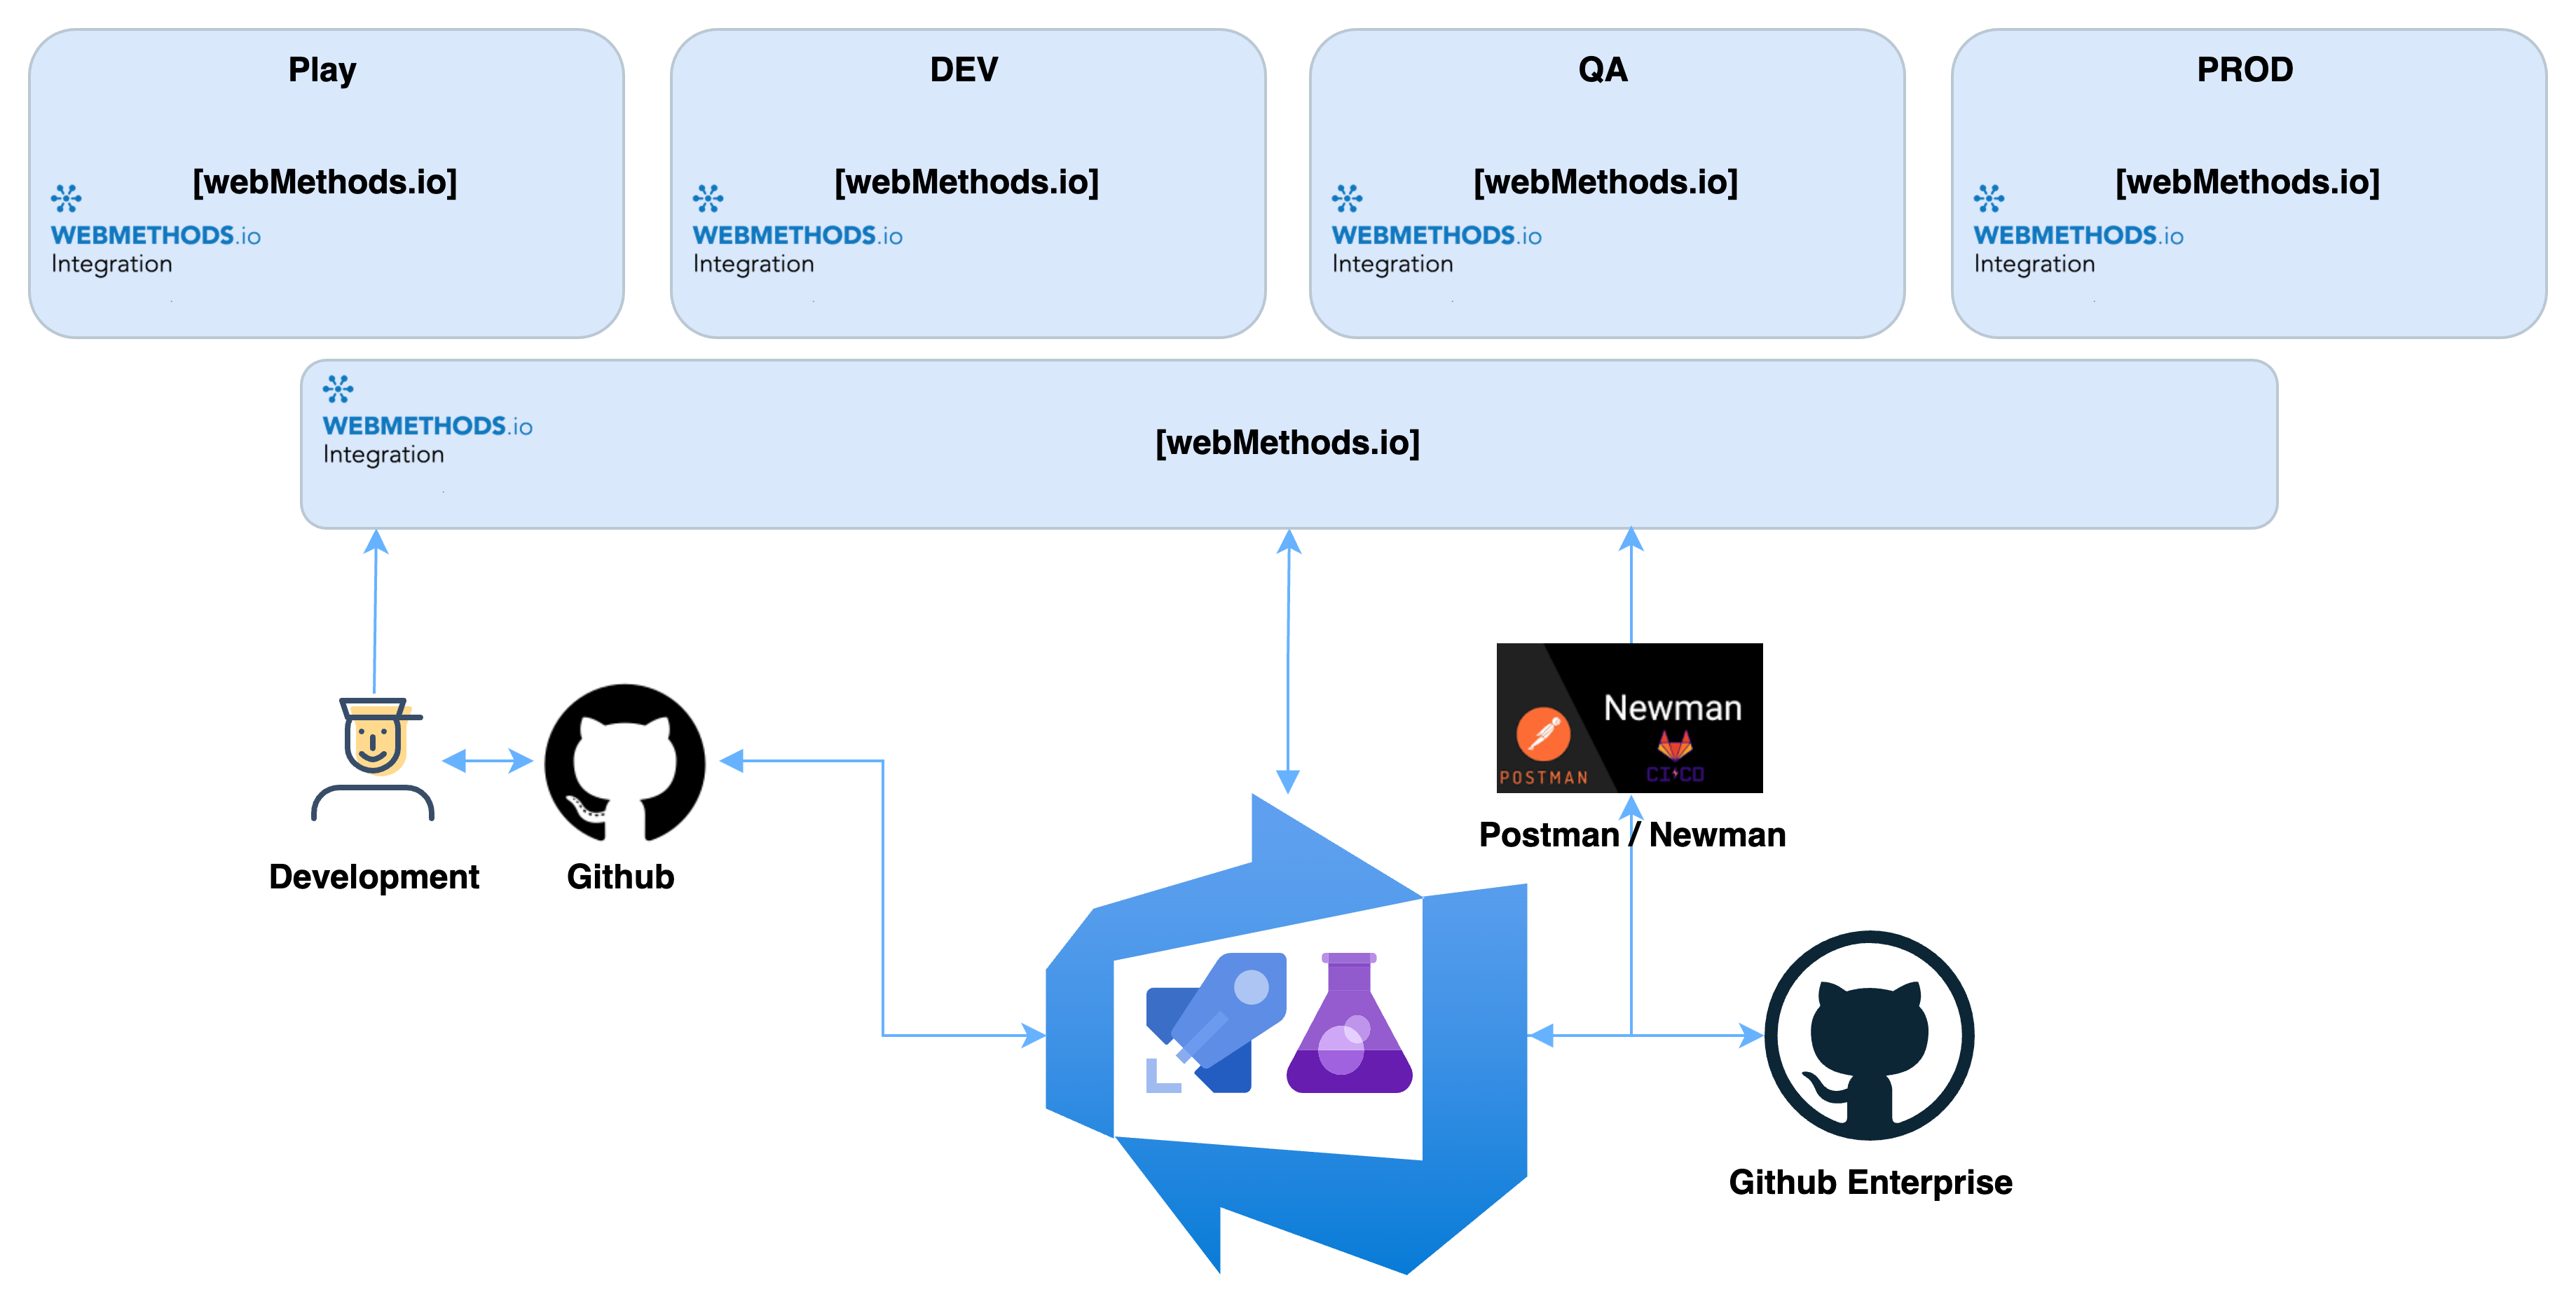 Play
[webMethods.io]
WEBMETHODS.io
Integration
DEV
[webMethods.io]
WEBMETHODS.io
Integration
QA
[webMethods.io]
WEBMETHODS.io
Integration
PROD
[webMethods.io]
WEBMETHODS.io
Integration
WEBMETHODS.io
Integration
[webMethods.io]
Development
Github
Newman
POSTMAN
CI CD
Postman / Newman
Github Enterprise